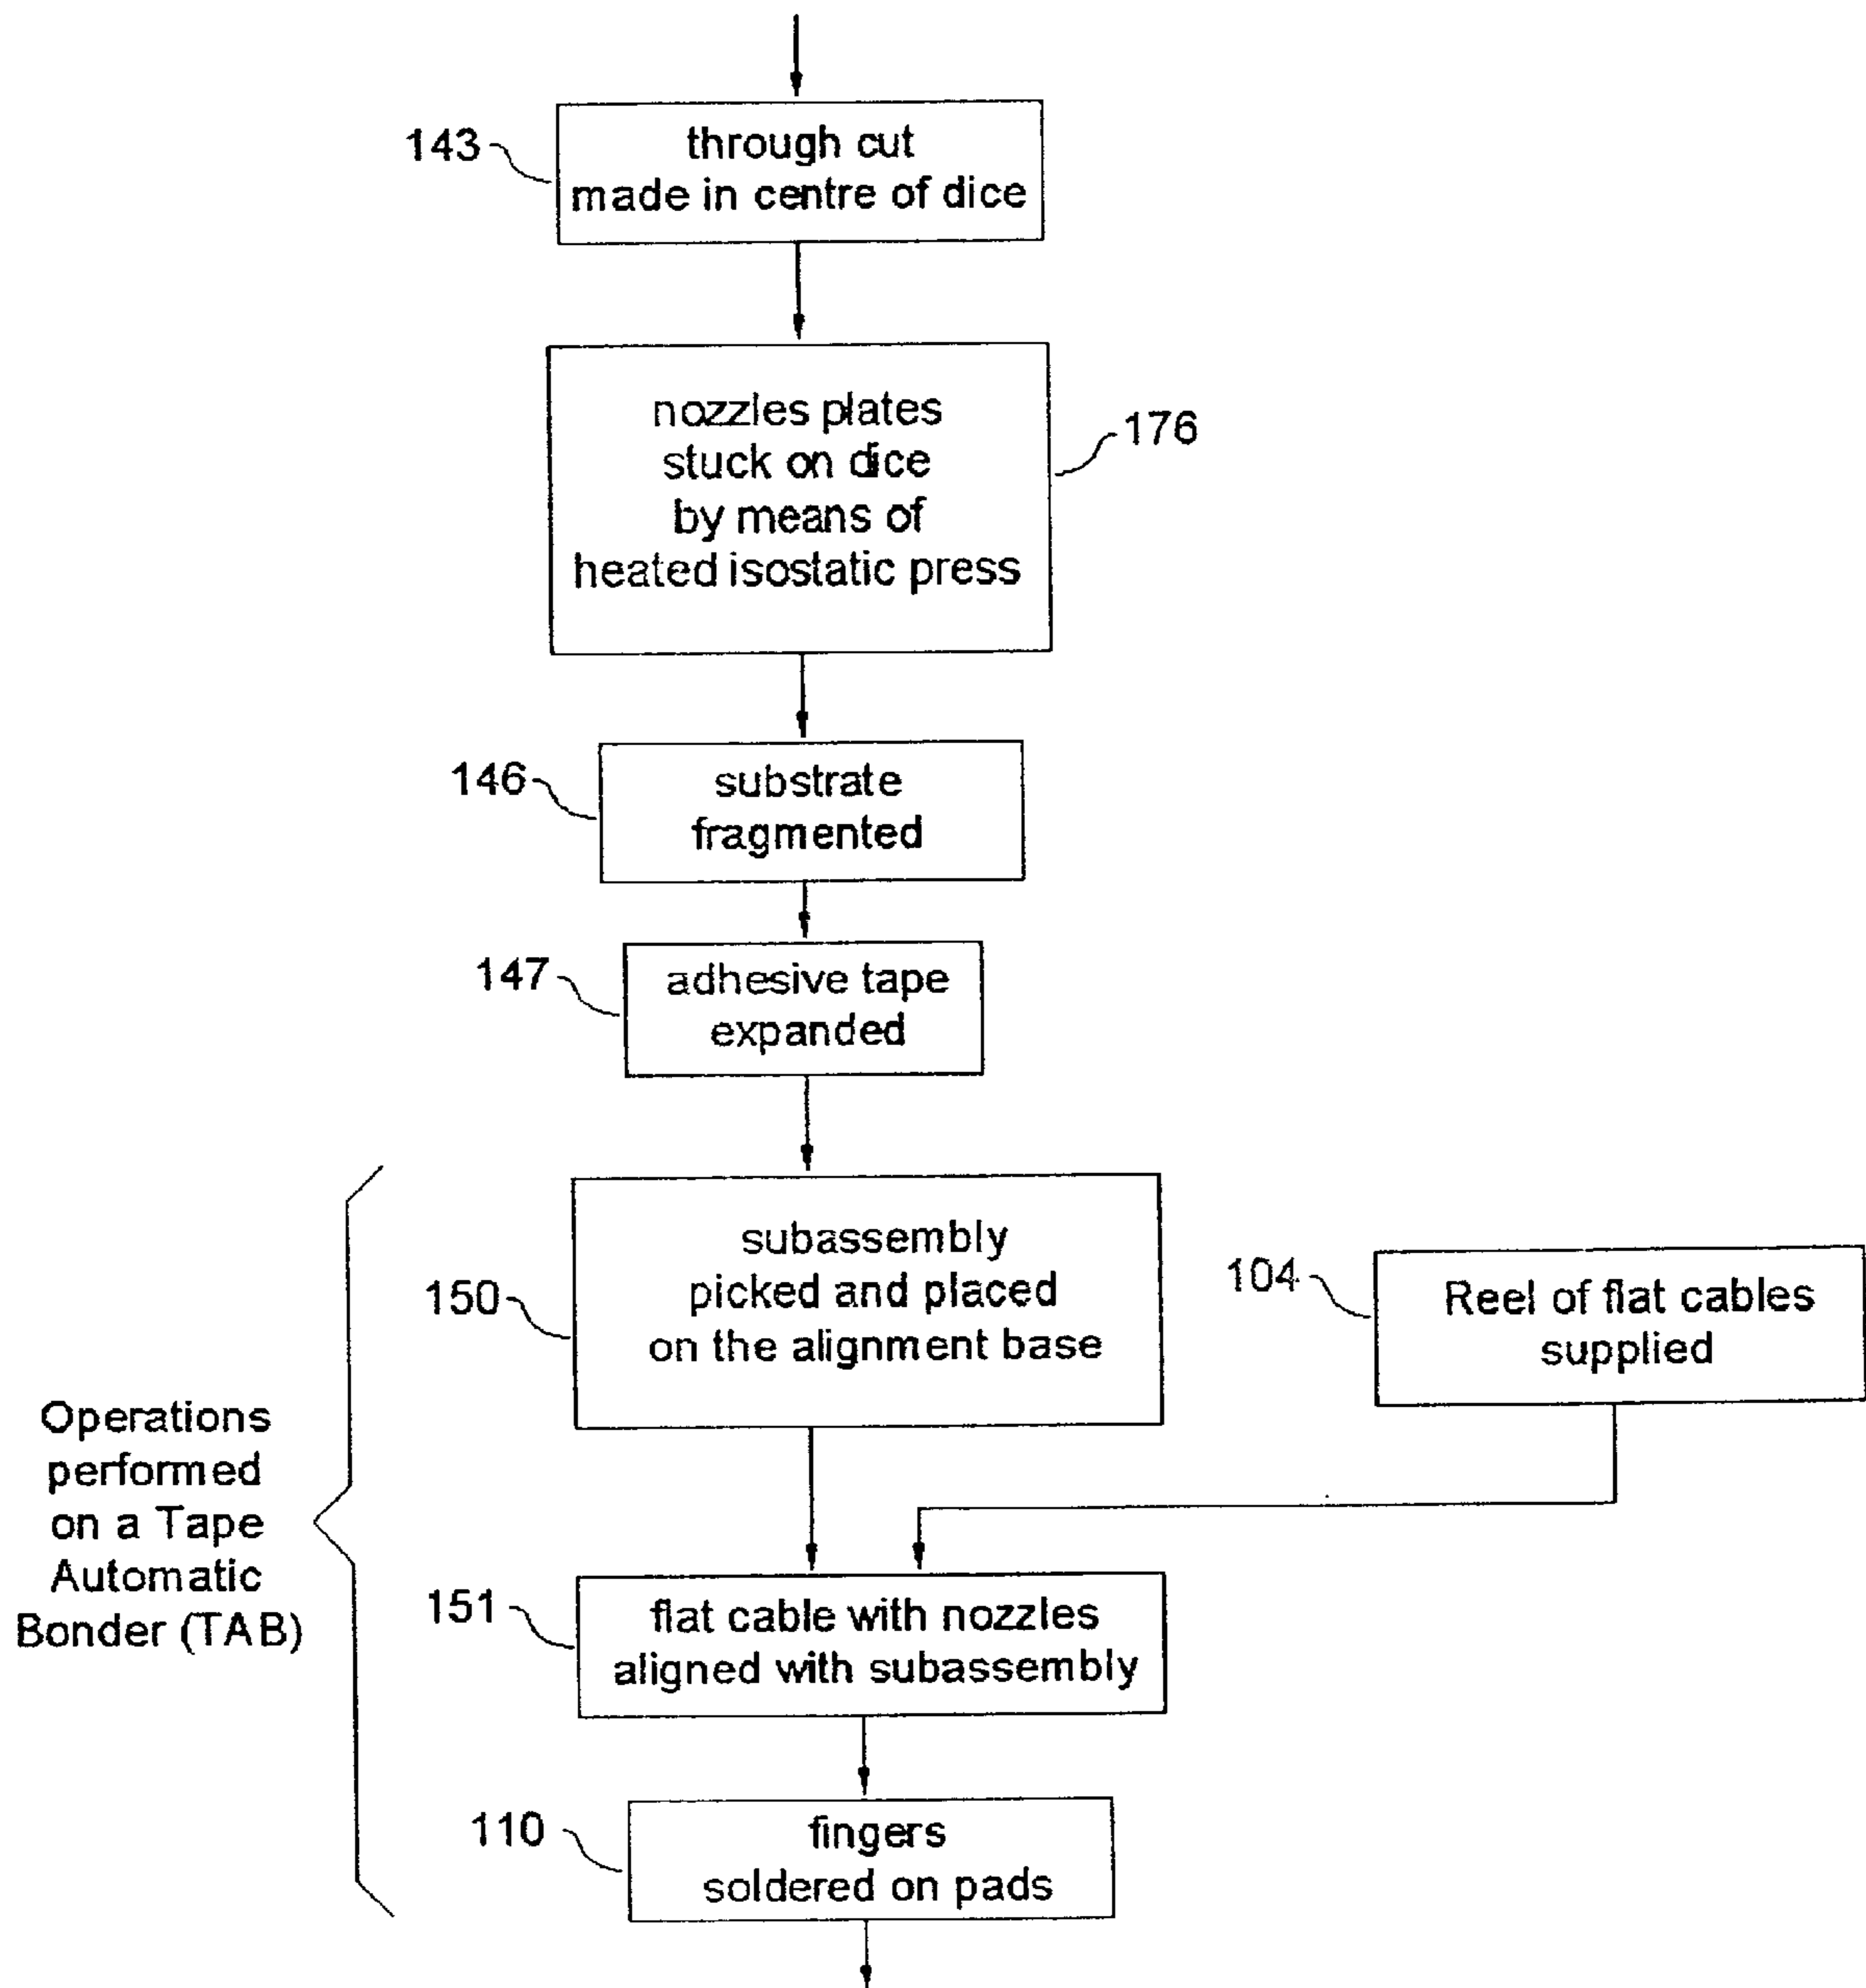 143
through cut
made in centre of dice
nozzles plates
stuck on dice
by means of
heated isostatic press
176
146
substrate
fragmented
147
adhesive tape
expanded
Operations
performed
on a Tape
Automatic
Bonder (TAB)
150
subassembly
picked and placed
on the alignment base
104
Reel of flat cables
supplied
151
flat cable with nozzles
aligned with subassembly
110
fingers
soldered on pads